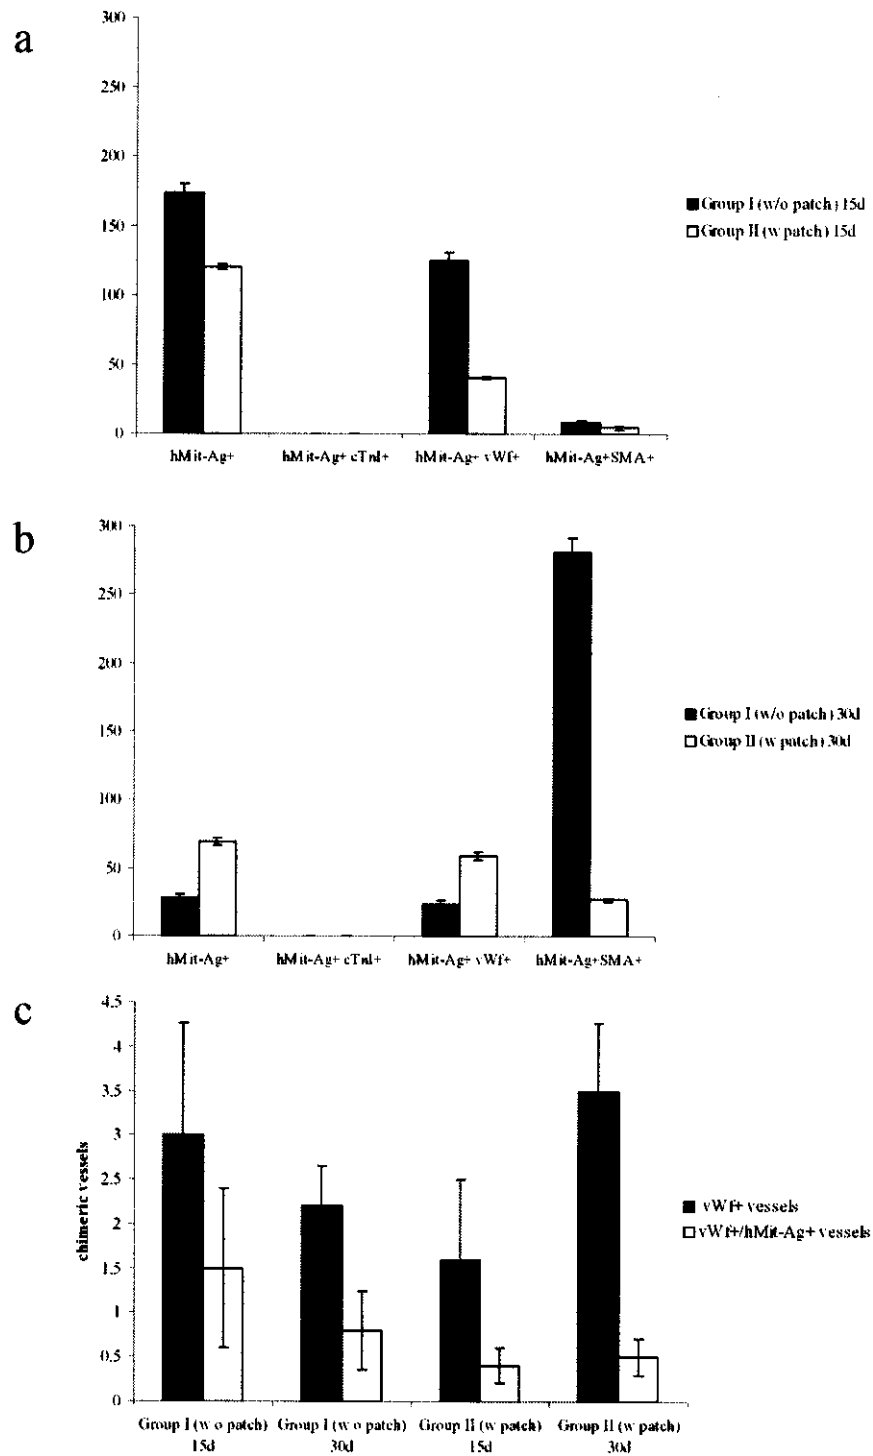 a
300
250
200
150
100
50
0
hMit-Ag+ hMit-Ag+ cTnI+ hMit-Ag+ vWf+ hMit-Ag+SMA+
Group I (w/o patch) 15d
Group II (w patch) 15d
b
300
250
200
150
100
50
0
hMit-Ag+ hMit-Ag+ cTnI+ hMit-Ag+ vWf+ hMit-Ag+SMA+
Group I (w/o patch) 30d
Group II (w patch) 30d
c
chimeric vessels
4.5
4
3.5
3
2.5
2
1.5
1
0.5
0
Group I (w o patch) Group I (w o patch) Group II (w patch) Group II (w patch)
15d 30d 15d 30d
vWf+ vessels
vWf+/hMit-Ag+ vessels